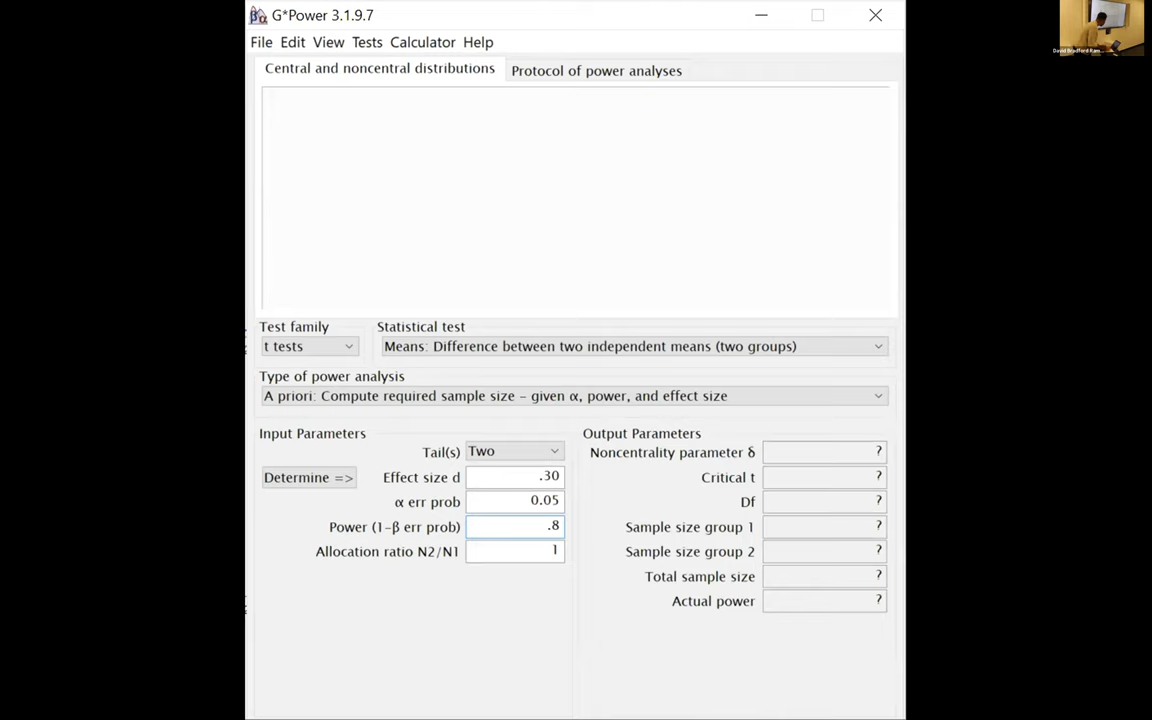 G*Power 3.1.9.7
File Edit View Tests Calculator Help
Central and noncentral distributions Protocol of power analyses
Test family Statistical test
t tests Means: Difference between two independent means (two groups)
Type of power analysis
A priori: Compute required sample size – given α, power, and effect size
Input Parameters Output Parameters
Tail(s) Two Noncentrality parameter δ ?
Determine => Effect size d .30 Critical t ?
α err prob 0.05 Df ?
Power (1-β err prob) .8 Sample size group 1 ?
Allocation ratio N2/N1 1 Sample size group 2 ?
Total sample size ?
Actual power ?
David Bradford Ram...